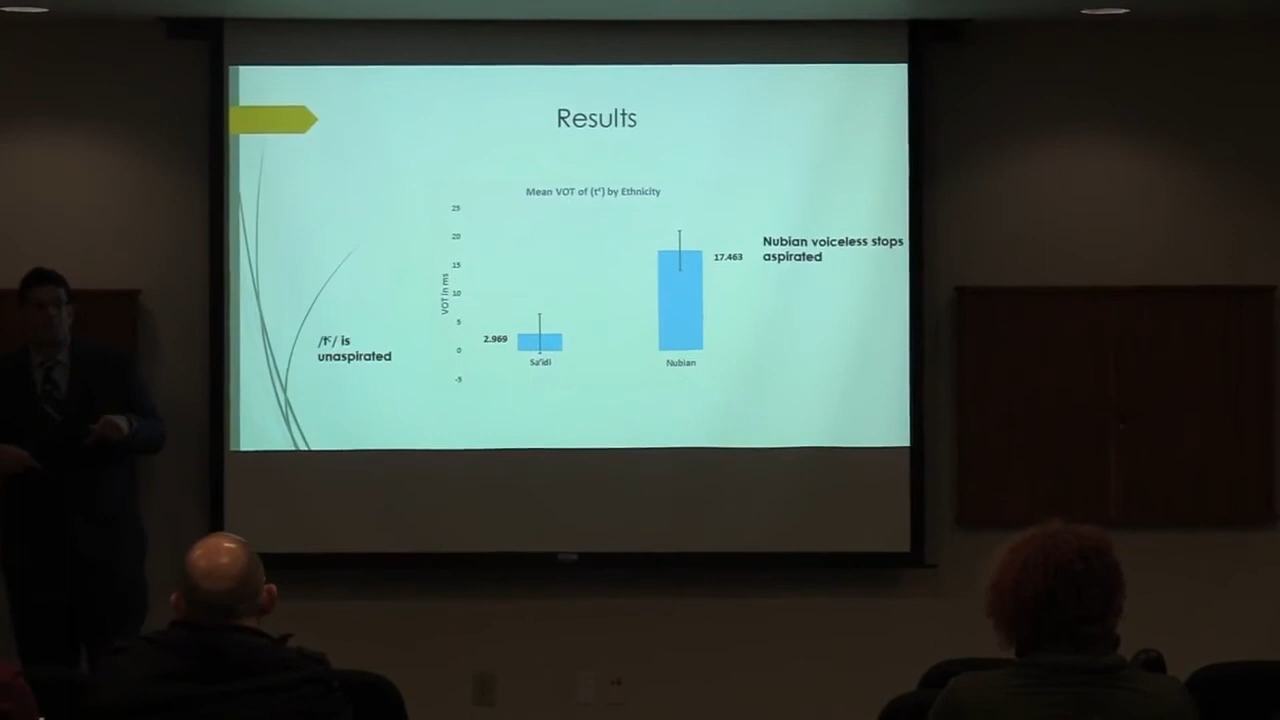 Results
Mean VOT of (tˤ) by Ethnicity
25
20
15
10
5
0
-5
VOT in ms
2.969
17.463
Sa'idi
Nubian
Nubian voiceless stops
aspirated
/tˤ/ is
unaspirated